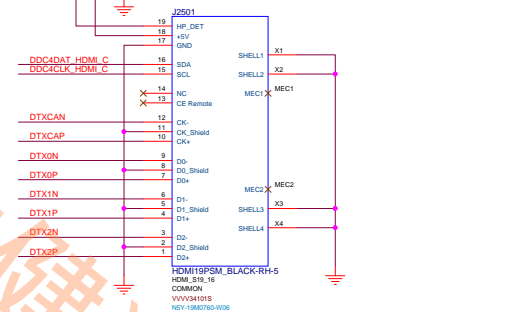 J2501
19 HP_DET
18 +5V
17 GND
SHELL1 X1
DDC4DAT_HDMI_C 16 SDA
SHELL2 X2
DDC4CLK_HDMI_C 15 SCL
14 NC
MEC1 MEC1
13 CE Remote
DTXCAN 12 CK-
11 CK_Shield
DTXCAP 10 CK+
DTX0N 9 D0-
8 D0_Shield
DTX0P 7 D0+
MEC2 MEC2
DTX1N 6 D1-
5 D1_Shield
SHELL3 X3
DTX1P 4 D1+
SHELL4 X4
DTX2N 3 D2-
2 D2_Shield
DTX2P 1 D2+
HDMI19PSM_BLACK-RH-5
HDMI_S19_16
COMMON
VVVV34101S
N5Y-19M0760-W06